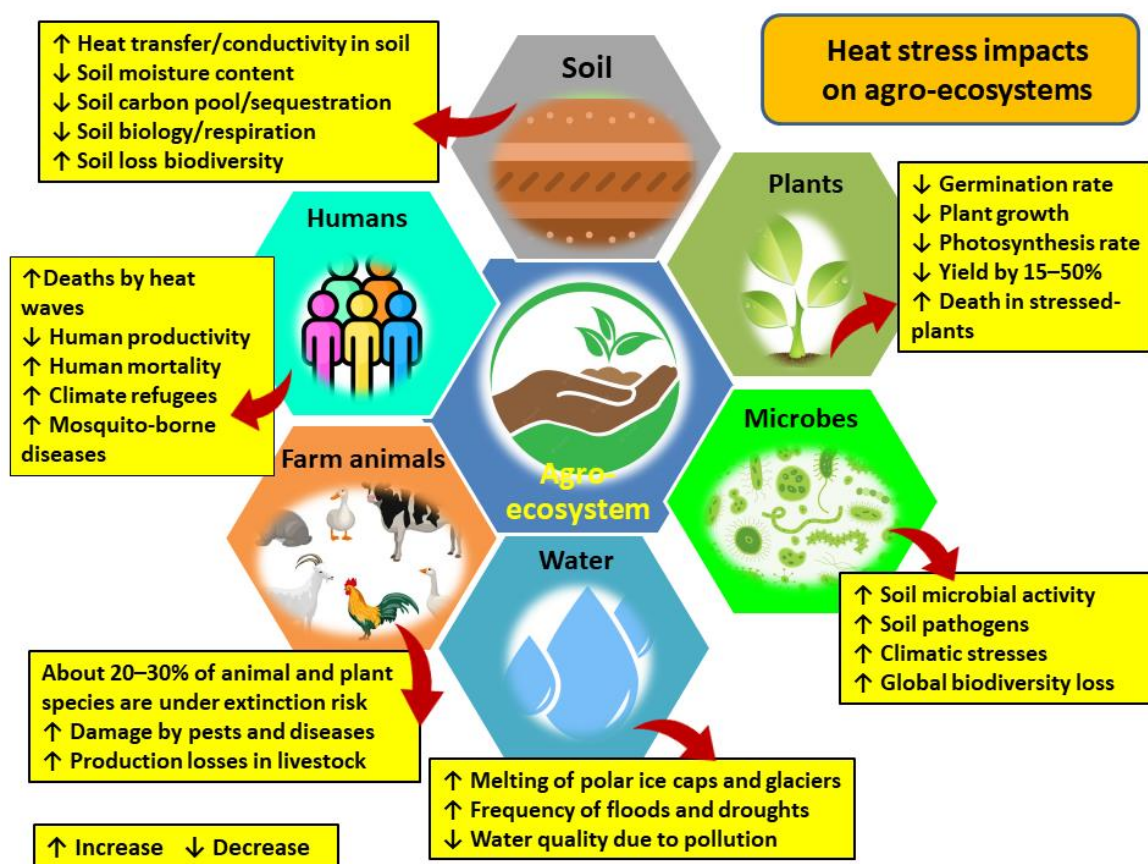 Heat stress impacts
on agro-ecosystems
Soil
↑ Heat transfer/conductivity in soil
↓ Soil moisture content
↓ Soil carbon pool/sequestration
↓ Soil biology/respiration
↑ Soil loss biodiversity
Plants
↓ Germination rate
↓ Plant growth
↓ Photosynthesis rate
↓ Yield by 15–50%
↑ Death in stressed-
plants
Humans
↑Deaths by heat
waves
↓ Human productivity
↑ Human mortality
↑ Climate refugees
↑ Mosquito-borne
diseases
Agro-
ecosystem
Microbes
↑ Soil microbial activity
↑ Soil pathogens
↑ Climatic stresses
↑ Global biodiversity loss
Farm animals
About 20–30% of animal and plant
species are under extinction risk
↑ Damage by pests and diseases
↑ Production losses in livestock
Water
↑ Melting of polar ice caps and glaciers
↑ Frequency of floods and droughts
↓ Water quality due to pollution
↑ Increase ↓ Decrease